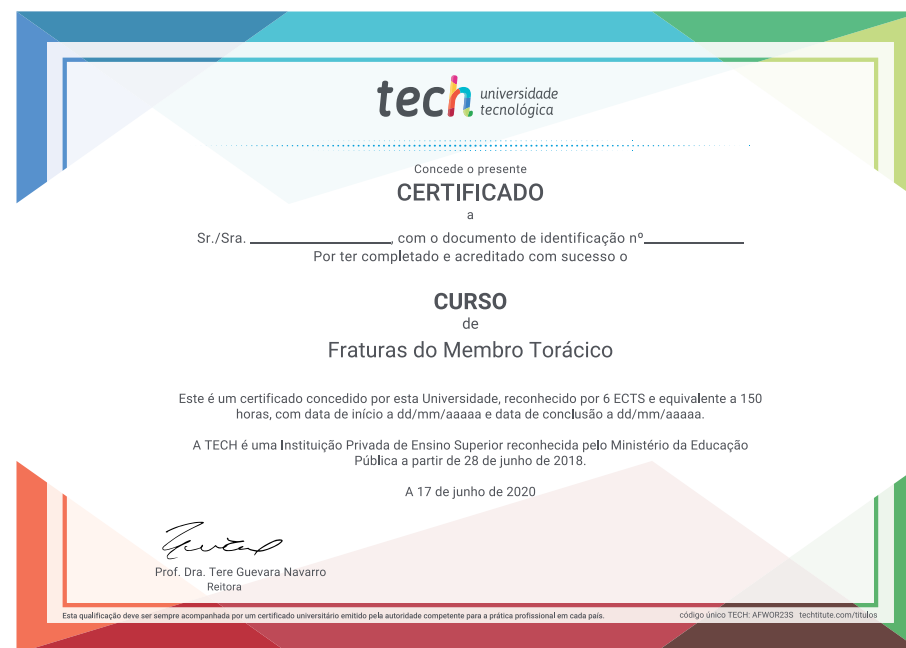 tech universidade
tecnológica
Concede o presente
CERTIFICADO
a
Sr./Sra. ____________________, com o documento de identificação nº______________
Por ter completado e acreditado com sucesso o
CURSO
de
Fraturas do Membro Torácico
Este é um certificado concedido por esta Universidade, reconhecido por 6 ECTS e equivalente a 150
horas, com data de início a dd/mm/aaaaa e data de conclusão a dd/mm/aaaaa.
A TECH é uma Instituição Privada de Ensino Superior reconhecida pelo Ministério da Educação
Pública a partir de 28 de junho de 2018.
A 17 de junho de 2020
Prof. Dra. Tere Guevara Navarro
Reitora
Esta qualificação deve ser sempre acompanhada por um certificado universitário emitido pela autoridade competente para a prática profissional em cada país.
código único TECH: AFWOR23S techtitute.com/titulos